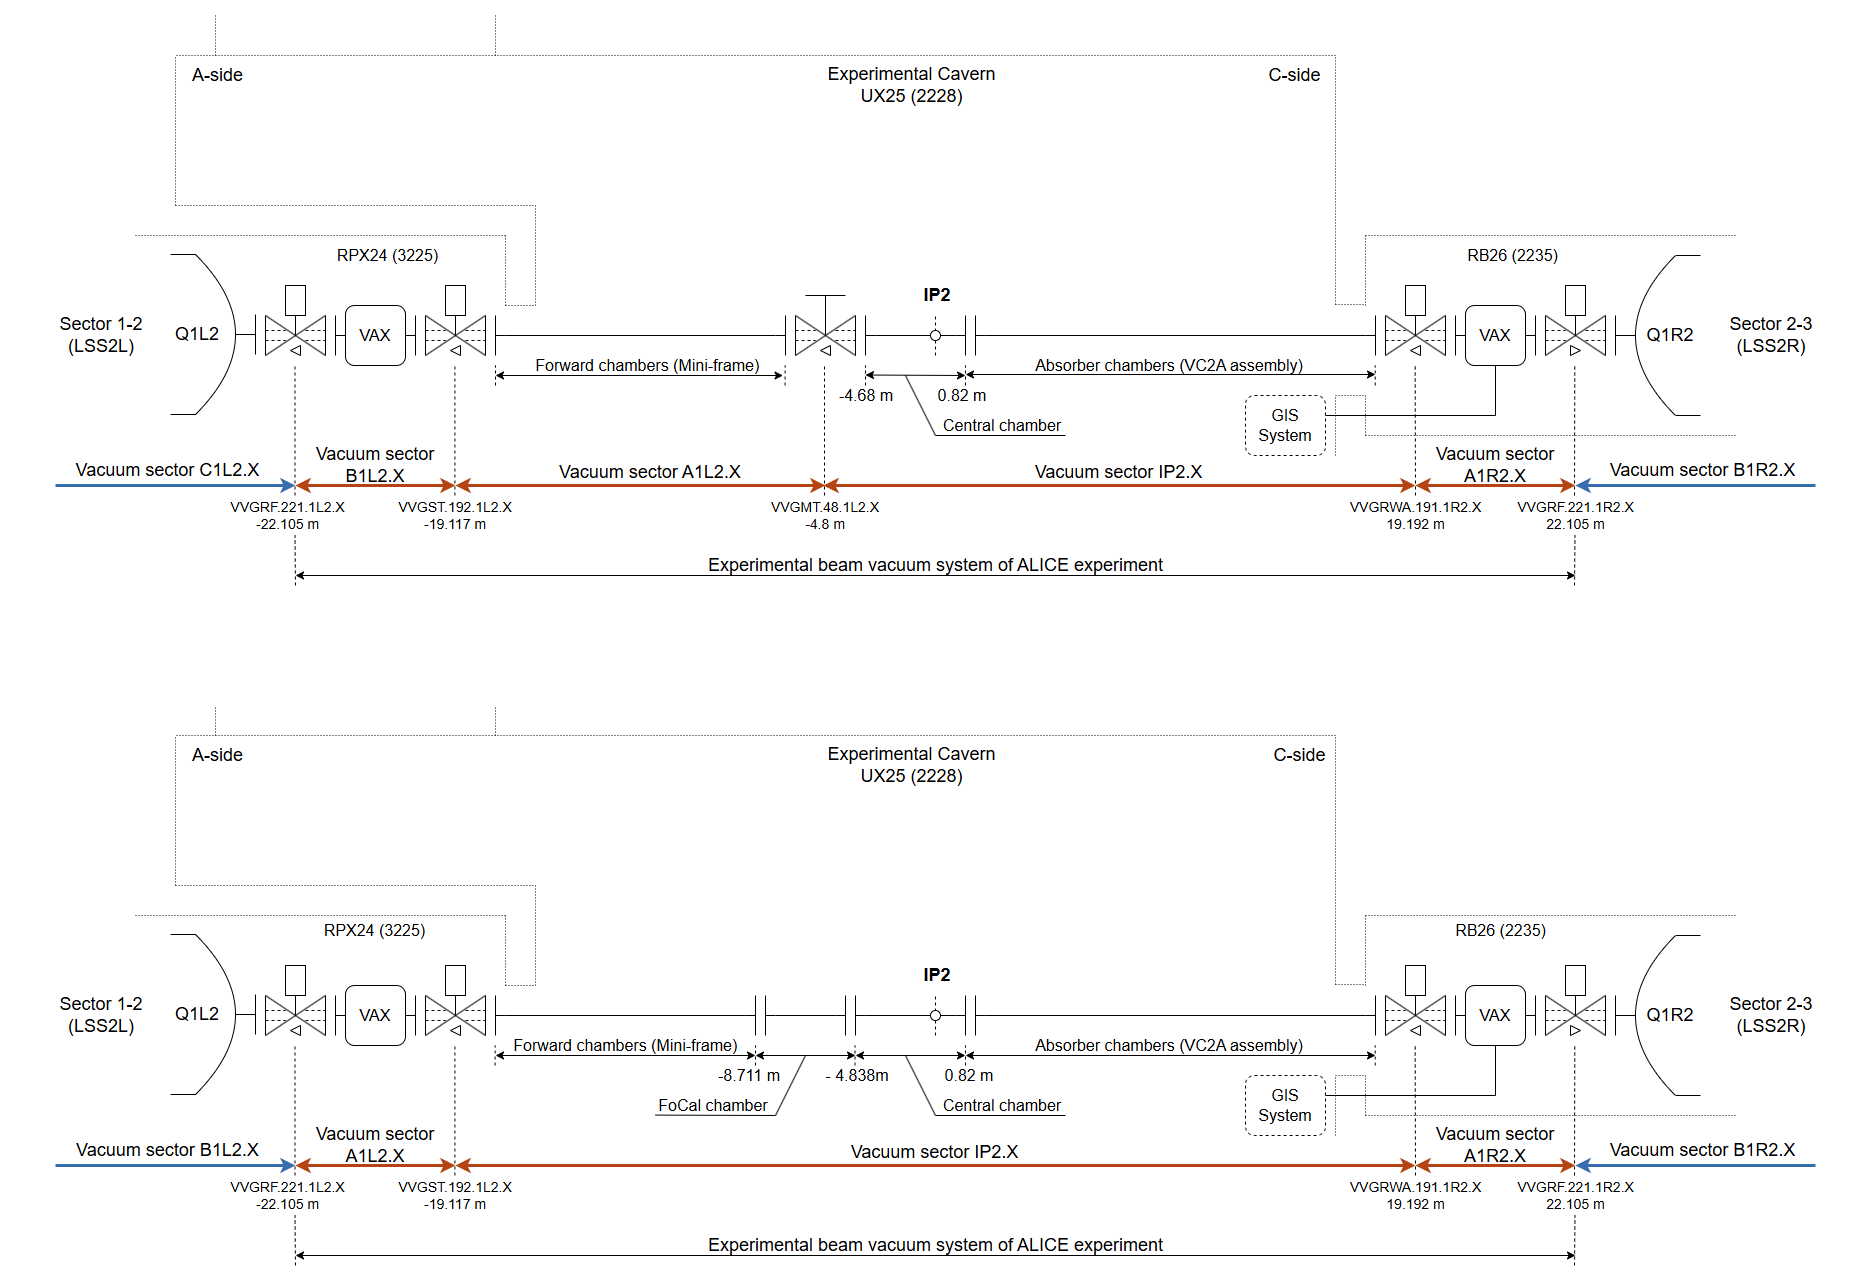 A-side
Experimental Cavern
UX25 (2228)
C-side
RPX24 (3225)
RB26 (2235)
IP2
Sector 1-2
(LSS2L)
Q1L2
VAX
VAX
Q1R2
Sector 2-3
(LSS2R)
Forward chambers (Mini-frame)
Absorber chambers (VC2A assembly)
-4.68 m
0.82 m
Central chamber
GIS
System
Vacuum sector C1L2.X
Vacuum sector
B1L2.X
Vacuum sector A1L2.X
Vacuum sector IP2.X
Vacuum sector
A1R2.X
Vacuum sector B1R2.X
VVGRF.221.1L2.X
-22.105 m
VVGST.192.1L2.X
-19.117 m
VVGMT.48.1L2.X
-4.8 m
VVGRWA.191.1R2.X
19.192 m
VVGRF.221.1R2.X
22.105 m
Experimental beam vacuum system of ALICE experiment
A-side
Experimental Cavern
UX25 (2228)
C-side
RPX24 (3225)
RB26 (2235)
IP2
Sector 1-2
(LSS2L)
Q1L2
VAX
VAX
Q1R2
Sector 2-3
(LSS2R)
Forward chambers (Mini-frame)
Absorber chambers (VC2A assembly)
-8.711 m
- 4.838m
0.82 m
FoCal chamber
Central chamber
GIS
System
Vacuum sector B1L2.X
Vacuum sector
A1L2.X
Vacuum sector IP2.X
Vacuum sector
A1R2.X
Vacuum sector B1R2.X
VVGRF.221.1L2.X
-22.105 m
VVGST.192.1L2.X
-19.117 m
VVGRWA.191.1R2.X
19.192 m
VVGRF.221.1R2.X
22.105 m
Experimental beam vacuum system of ALICE experiment